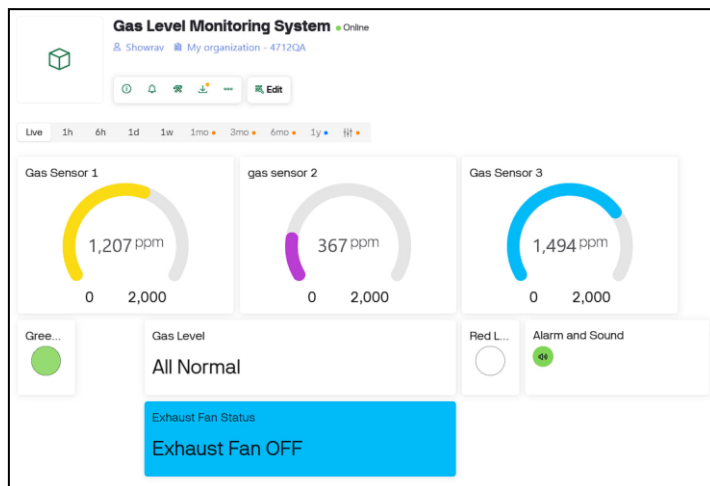 Gas Level Monitoring System Online
Showrav My organization - 4712QA
Edit
Live 1h 6h 1d 1w 1mo 3mo 6mo 1y
Gas Sensor 1
1,207 ppm
0 2,000
gas sensor 2
367 ppm
0 2,000
Gas Sensor 3
1,494 ppm
0 2,000
Gree...
Gas Level
All Normal
Red L...
Alarm and Sound
Exhaust Fan Status
Exhaust Fan OFF